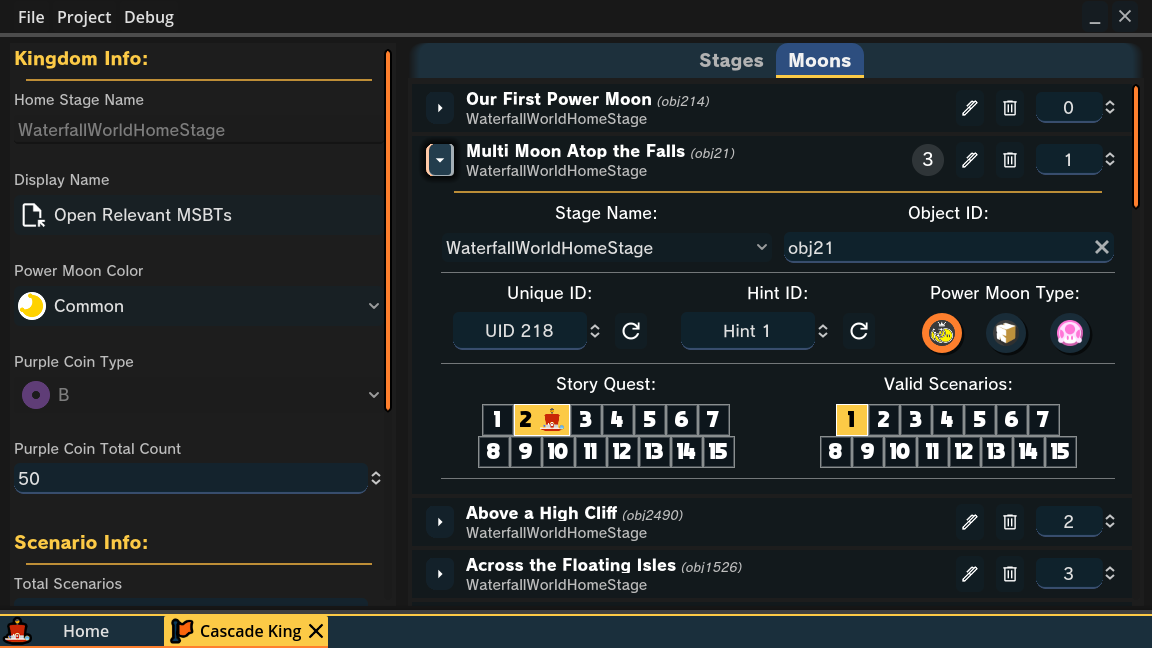 File Project Debug
Kingdom Info:
Home Stage Name
WaterfallWorldHomeStage
Display Name
Open Relevant MSBTs
Power Moon Color
Common
Purple Coin Type
B
Purple Coin Total Count
50
Scenario Info:
Total Scenarios
Stages Moons
Our First Power Moon (obj214)
WaterfallWorldHomeStage
0
Multi Moon Atop the Falls (obj21)
WaterfallWorldHomeStage
3 1
Stage Name: Object ID:
WaterfallWorldHomeStage obj21
Unique ID: Hint ID: Power Moon Type:
UID 218 Hint 1
Story Quest: Valid Scenarios:
1 2 3 4 5 6 7 1 2 3 4 5 6 7
8 9 10 11 12 13 14 15 8 9 10 11 12 13 14 15
Above a High Cliff (obj2490)
WaterfallWorldHomeStage
2
Across the Floating Isles (obj1526)
WaterfallWorldHomeStage
3
Home Cascade King